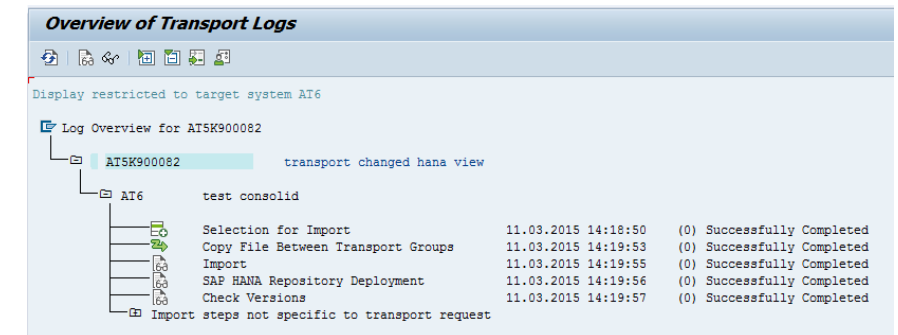 Overview of Transport Logs
Display restricted to target system AT6
Log Overview for AT5K900082
AT5K900082 transport changed hana view
AT6 test consolid
Selection for Import 11.03.2015 14:18:50 (0) Successfully Completed
Copy File Between Transport Groups 11.03.2015 14:19:53 (0) Successfully Completed
Import 11.03.2015 14:19:55 (0) Successfully Completed
SAP HANA Repository Deployment 11.03.2015 14:19:56 (0) Successfully Completed
Check Versions 11.03.2015 14:19:57 (0) Successfully Completed
Import steps not specific to transport request